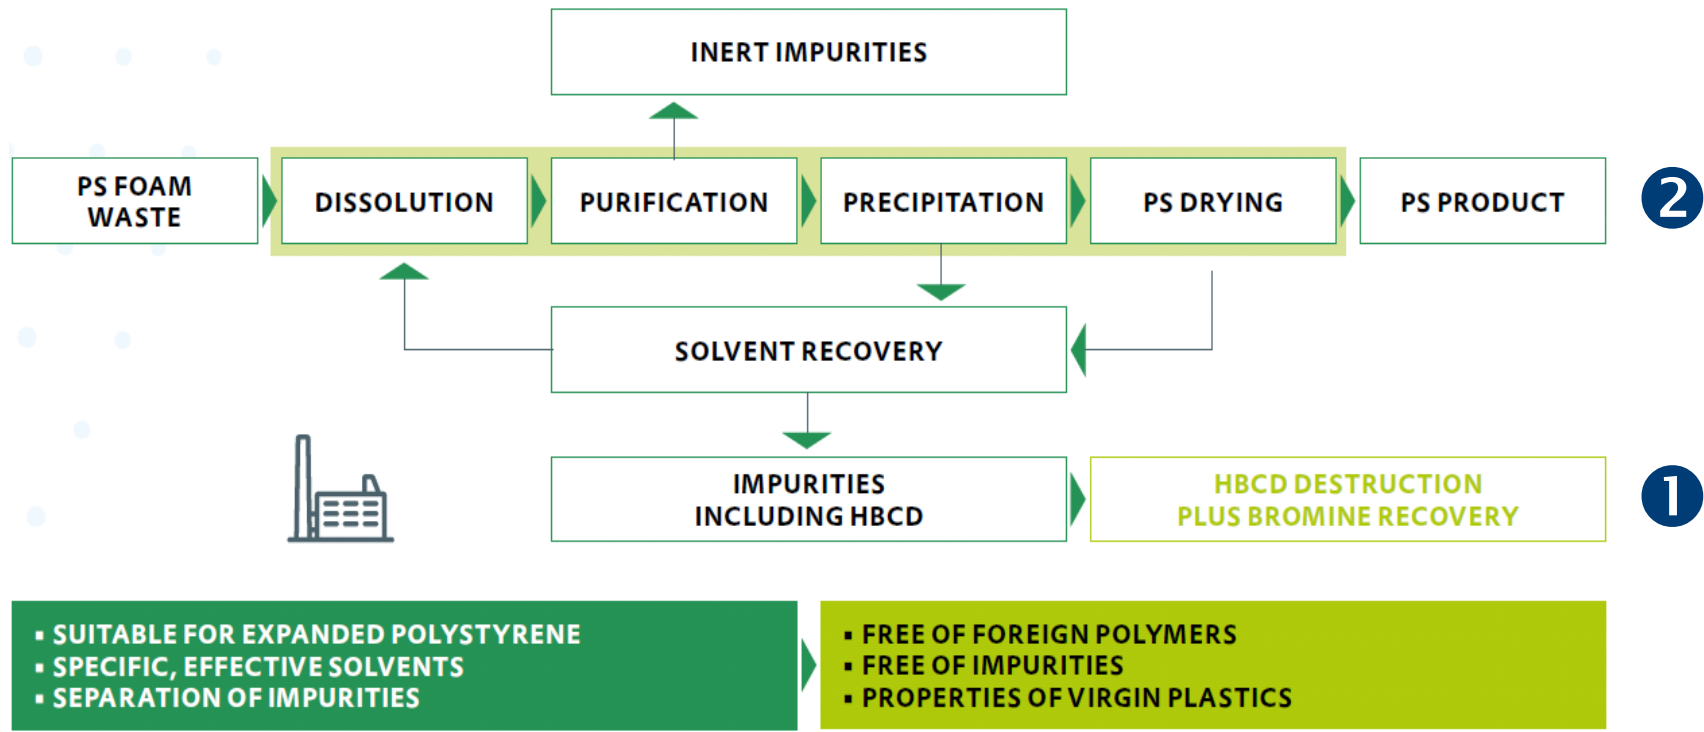 INERT IMPURITIES
PS FOAM
WASTE
DISSOLUTION
PURIFICATION
PRECIPITATION
PS DRYING
PS PRODUCT
2
SOLVENT RECOVERY
IMPURITIES
INCLUDING HBCD
HBCD DESTRUCTION
PLUS BROMINE RECOVERY
1
▪ SUITABLE FOR EXPANDED POLYSTYRENE
▪ SPECIFIC, EFFECTIVE SOLVENTS
▪ SEPARATION OF IMPURITIES
▪ FREE OF FOREIGN POLYMERS
▪ FREE OF IMPURITIES
▪ PROPERTIES OF VIRGIN PLASTICS